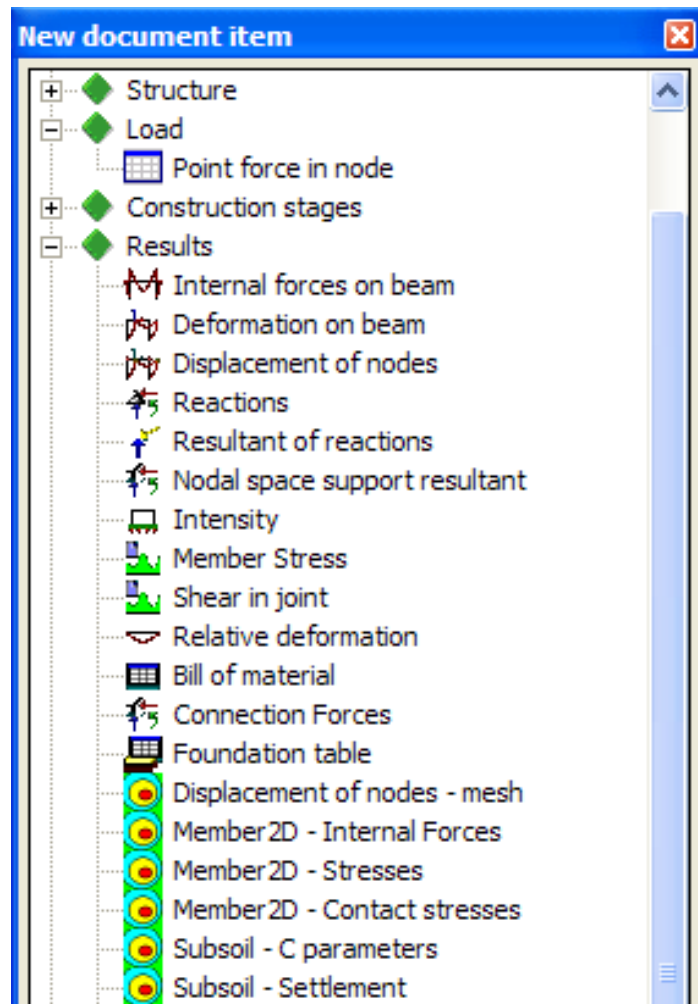 New document item
Structure
Load
Point force in node
Construction stages
Results
Internal forces on beam
Deformation on beam
Displacement of nodes
Reactions
Resultant of reactions
Nodal space support resultant
Intensity
Member Stress
Shear in joint
Relative deformation
Bill of material
Connection Forces
Foundation table
Displacement of nodes - mesh
Member2D - Internal Forces
Member2D - Stresses
Member2D - Contact stresses
Subsoil - C parameters
Subsoil - Settlement